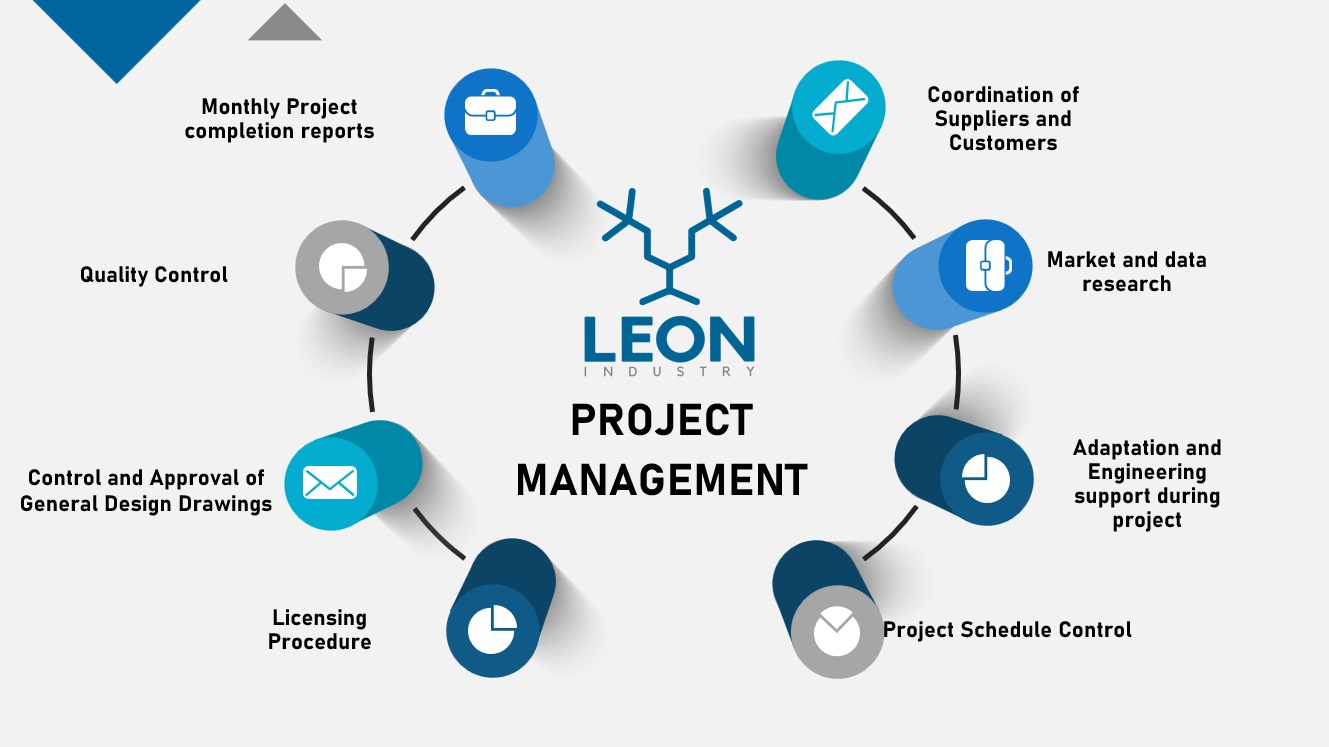 Monthly Project
completion reports
Coordination of
Suppliers and
Customers
Quality Control
Market and data
research
LEON
INDUSTRY
PROJECT
MANAGEMENT
Control and Approval of
General Design Drawings
Adaptation and
Engineering
support during
project
Licensing
Procedure
Project Schedule Control